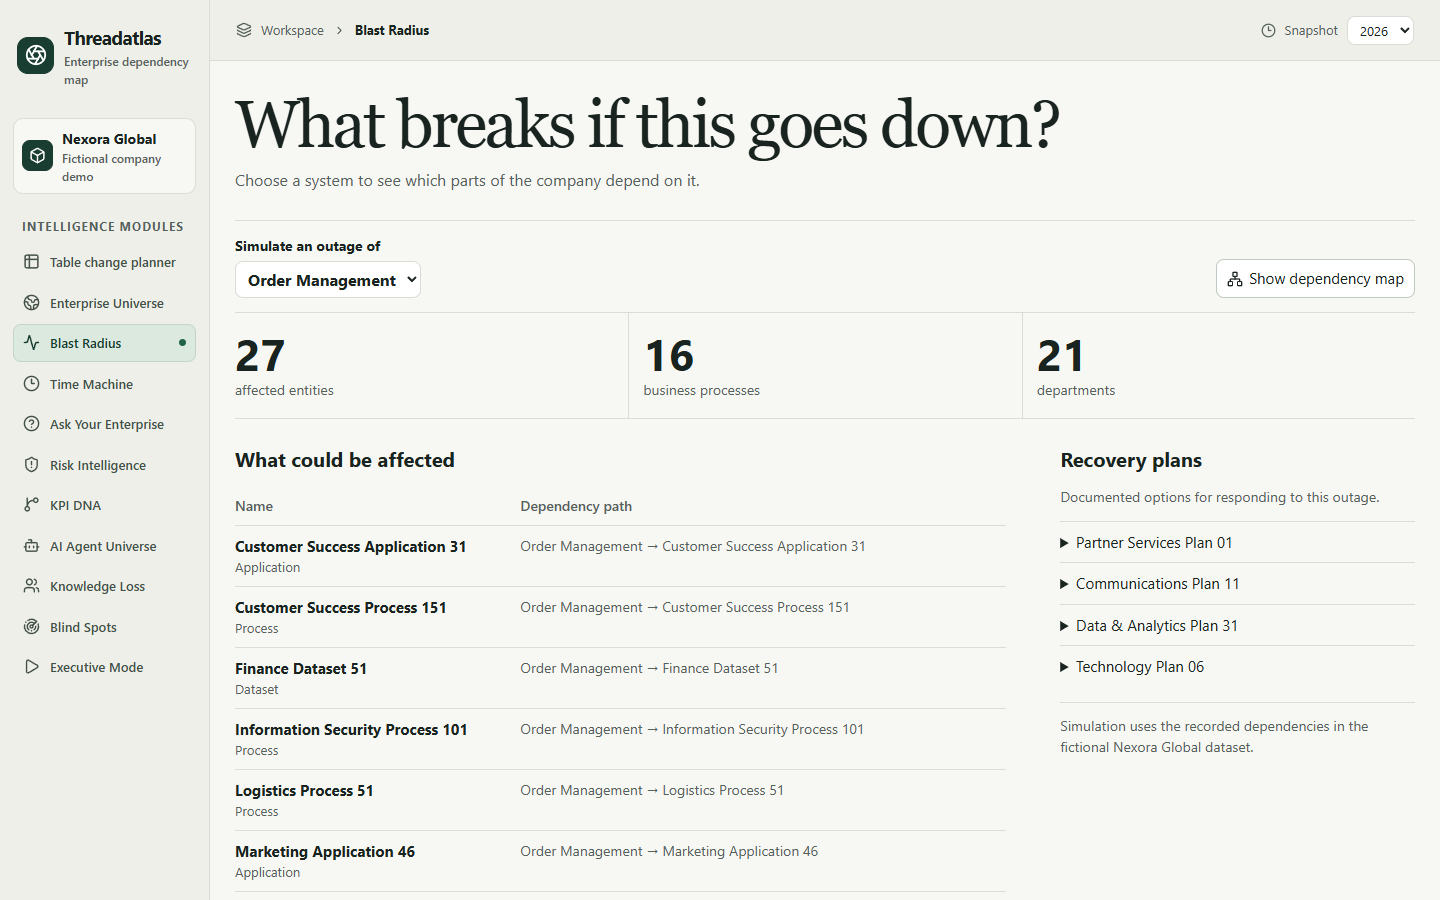 Threadatlas
Enterprise dependency
map
Nexora Global
Fictional company
demo
INTELLIGENCE MODULES
Table change planner
Enterprise Universe
Blast Radius
Time Machine
Ask Your Enterprise
Risk Intelligence
KPI DNA
AI Agent Universe
Knowledge Loss
Blind Spots
Executive Mode
Workspace > Blast Radius
Snapshot 2026
What breaks if this goes down?
Choose a system to see which parts of the company depend on it.
Simulate an outage of
Order Management
Show dependency map
27
affected entities
16
business processes
21
departments
What could be affected
Name Dependency path
Customer Success Application 31 Order Management → Customer Success Application 31
Application
Customer Success Process 151 Order Management → Customer Success Process 151
Process
Finance Dataset 51 Order Management → Finance Dataset 51
Dataset
Information Security Process 101 Order Management → Information Security Process 101
Process
Logistics Process 51 Order Management → Logistics Process 51
Process
Marketing Application 46 Order Management → Marketing Application 46
Application
Recovery plans
Documented options for responding to this outage.
Partner Services Plan 01
Communications Plan 11
Data & Analytics Plan 31
Technology Plan 06
Simulation uses the recorded dependencies in the
fictional Nexora Global dataset.